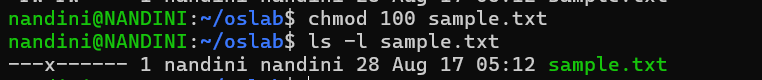 nandini@NANDINI:~/oslab$ chmod 100 sample.txt
nandini@NANDINI:~/oslab$ ls -l sample.txt
---x------ 1 nandini nandini 28 Aug 17 05:12 sample.txt